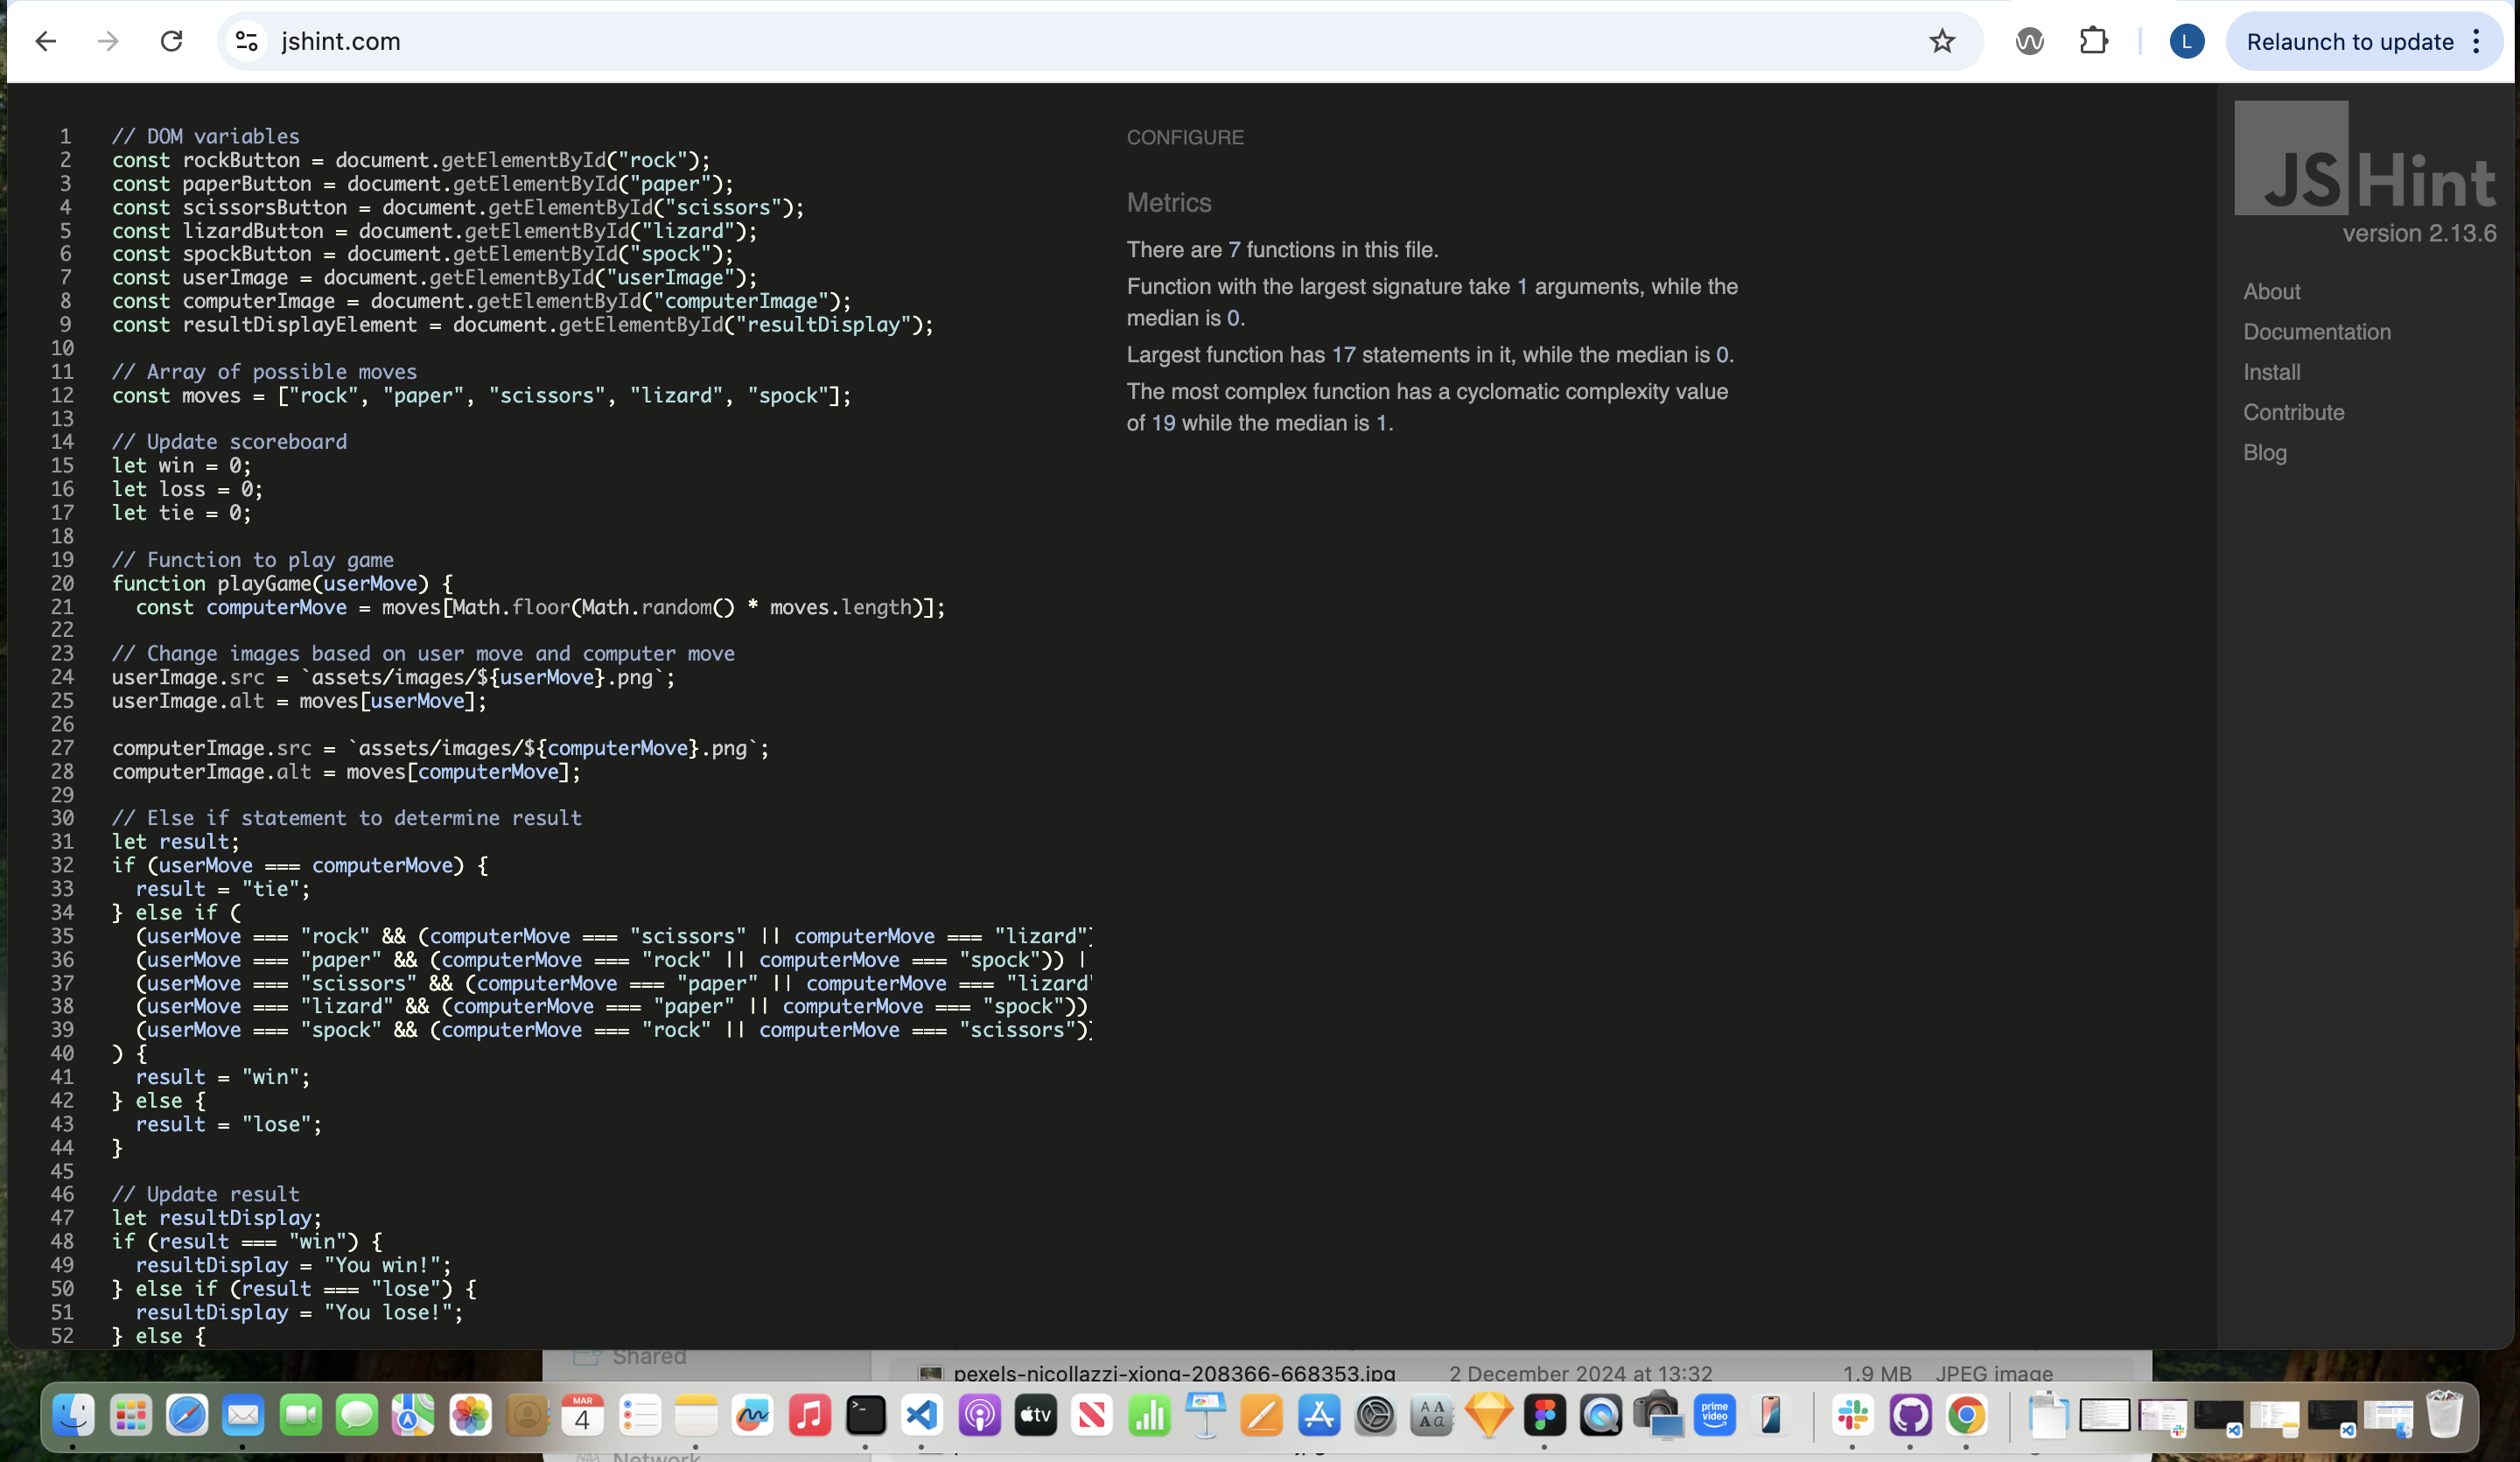 jshint.com
L
Relaunch to update
1 // DOM variables
2 const rockButton = document.getElementById("rock");
3 const paperButton = document.getElementById("paper");
4 const scissorsButton = document.getElementById("scissors");
5 const lizardButton = document.getElementById("lizard");
6 const spockButton = document.getElementById("spock");
7 const userImage = document.getElementById("userImage");
8 const computerImage = document.getElementById("computerImage");
9 const resultDisplayElement = document.getElementById("resultDisplay");
10
11 // Array of possible moves
12 const moves = ["rock", "paper", "scissors", "lizard", "spock"];
13
14 // Update scoreboard
15 let win = 0;
16 let loss = 0;
17 let tie = 0;
18
19 // Function to play game
20 function playGame(userMove) {
21   const computerMove = moves[Math.floor(Math.random() * moves.length)];
22
23 // Change images based on user move and computer move
24 userImage.src = `assets/images/${userMove}.png`;
25 userImage.alt = moves[userMove];
26
27 computerImage.src = `assets/images/${computerMove}.png`;
28 computerImage.alt = moves[computerMove];
29
30 // Else if statement to determine result
31 let result;
32 if (userMove === computerMove) {
33   result = "tie";
34 } else if (
35   (userMove === "rock" && (computerMove === "scissors" || computerMove === "lizard")
36   (userMove === "paper" && (computerMove === "rock" || computerMove === "spock")) |
37   (userMove === "scissors" && (computerMove === "paper" || computerMove === "lizard"
38   (userMove === "lizard" && (computerMove === "paper" || computerMove === "spock"))
39   (userMove === "spock" && (computerMove === "rock" || computerMove === "scissors"))
40 ) {
41   result = "win";
42 } else {
43   result = "lose";
44 }
45
46 // Update result
47 let resultDisplay;
48 if (result === "win") {
49   resultDisplay = "You win!";
50 } else if (result === "lose") {
51   resultDisplay = "You lose!";
52 } else {
CONFIGURE
Metrics
There are 7 functions in this file.
Function with the largest signature take 1 arguments, while the
median is 0.
Largest function has 17 statements in it, while the median is 0.
The most complex function has a cyclomatic complexity value
of 19 while the median is 1.
JSHint
version 2.13.6
About
Documentation
Install
Contribute
Blog
Shared
pexels-nicollazzi-xiong-208366-668353.jpg 2 December 2024 at 13:32 1.9 MB JPEG image
MAR
4
tv
AA
Aa
prime
video
Network